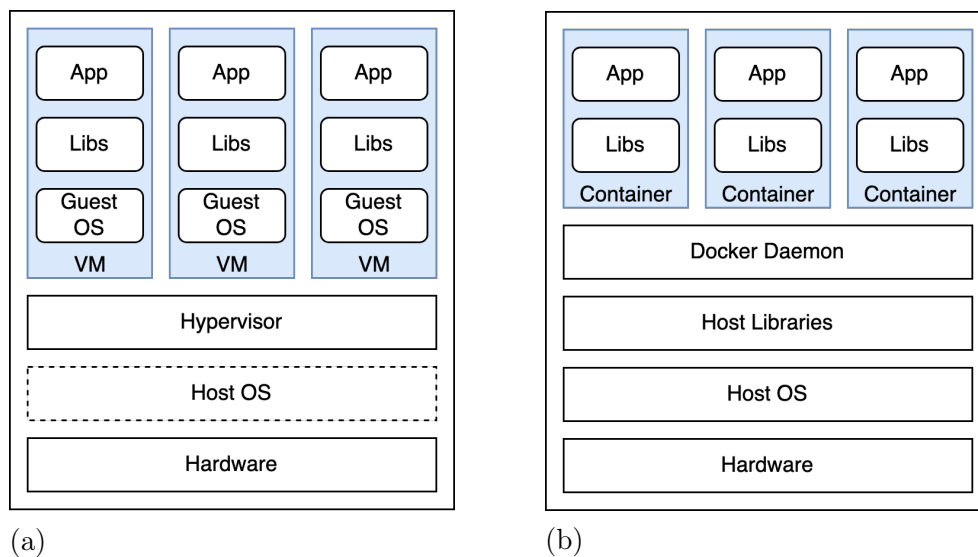 App App App
Libs Libs Libs
Guest Guest Guest
OS OS OS
VM VM VM
Hypervisor
Host OS
Hardware
(a)
App App App
Libs Libs Libs
Container Container Container
Docker Daemon
Host Libraries
Host OS
Hardware
(b)